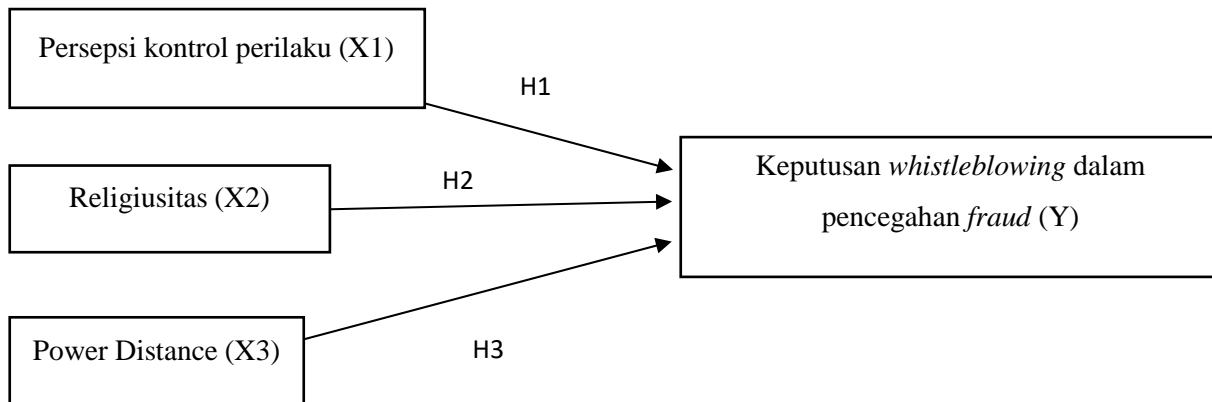 Persepsi kontrol perilaku (X1)
H1
Keputusan whistleblowing dalam
pencegahan fraud (Y)
Religiusitas (X2)
H2
Power Distance (X3)
H3